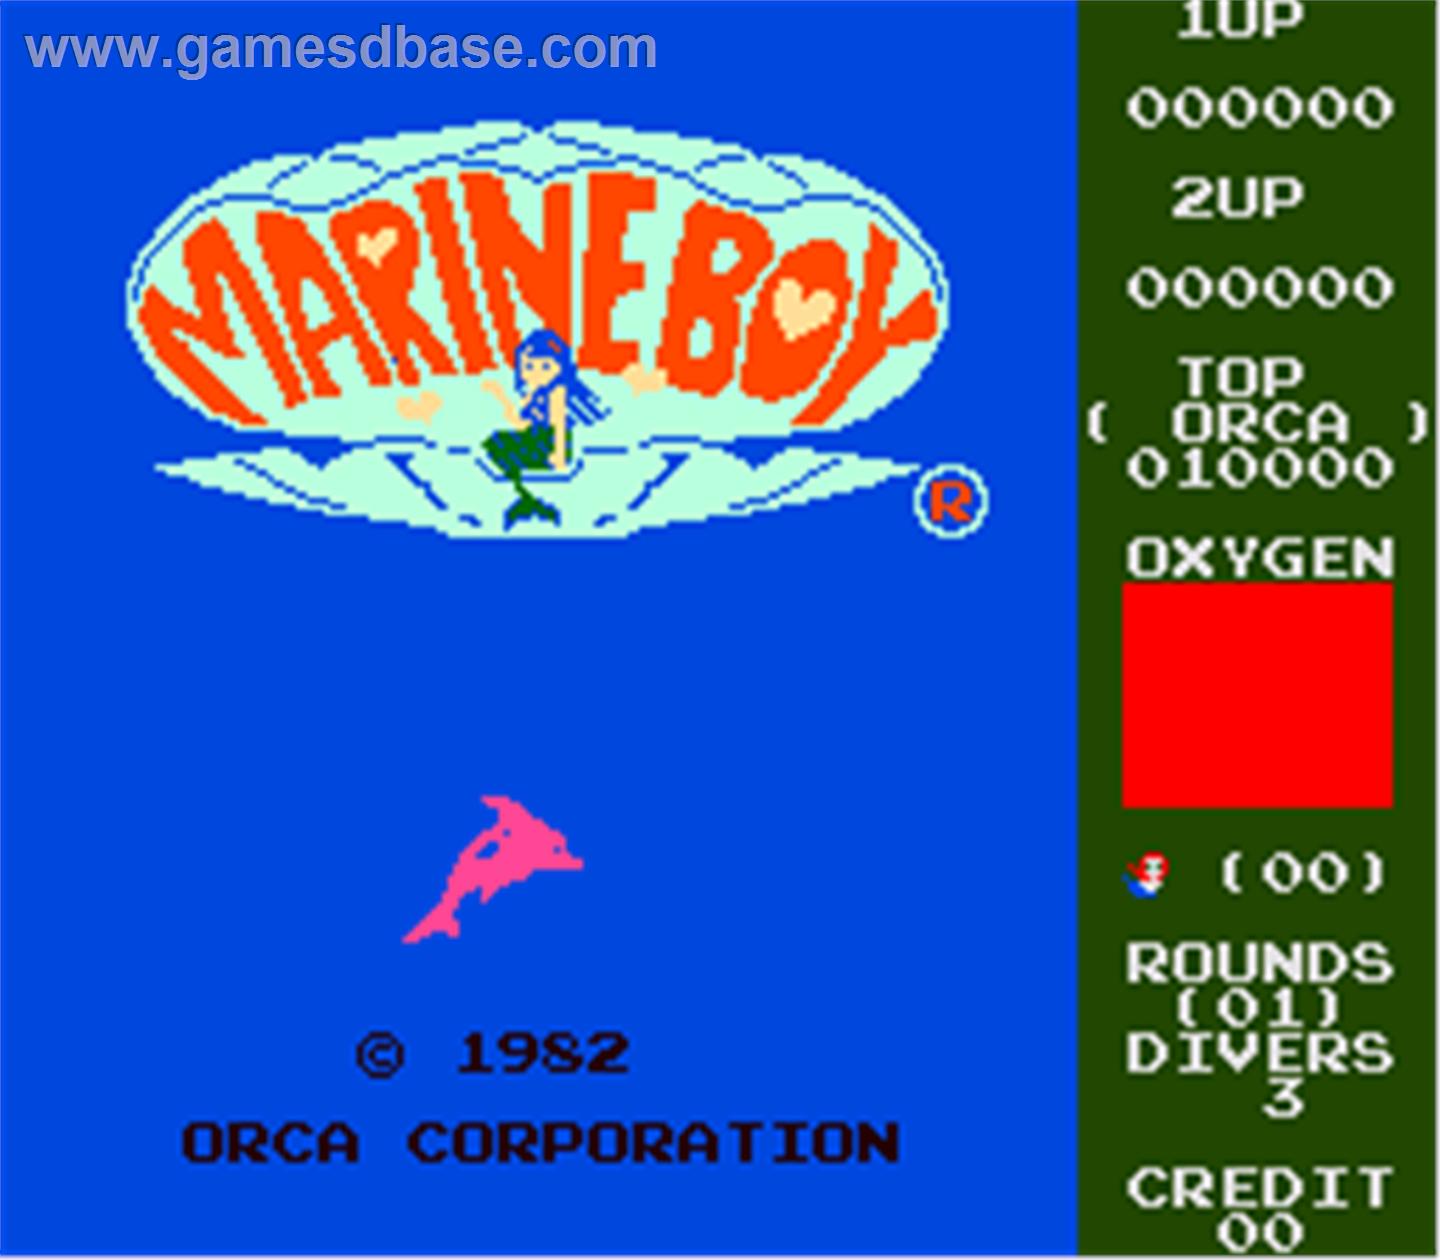 www.gamesdbase.com
MARINE BOY
R
© 1982
ORCA CORPORATION
1UP
000000
2UP
000000
TOP
( ORCA )
010000
OXYGEN
(00)
ROUNDS
(01)
DIVERS
3
CREDIT
00